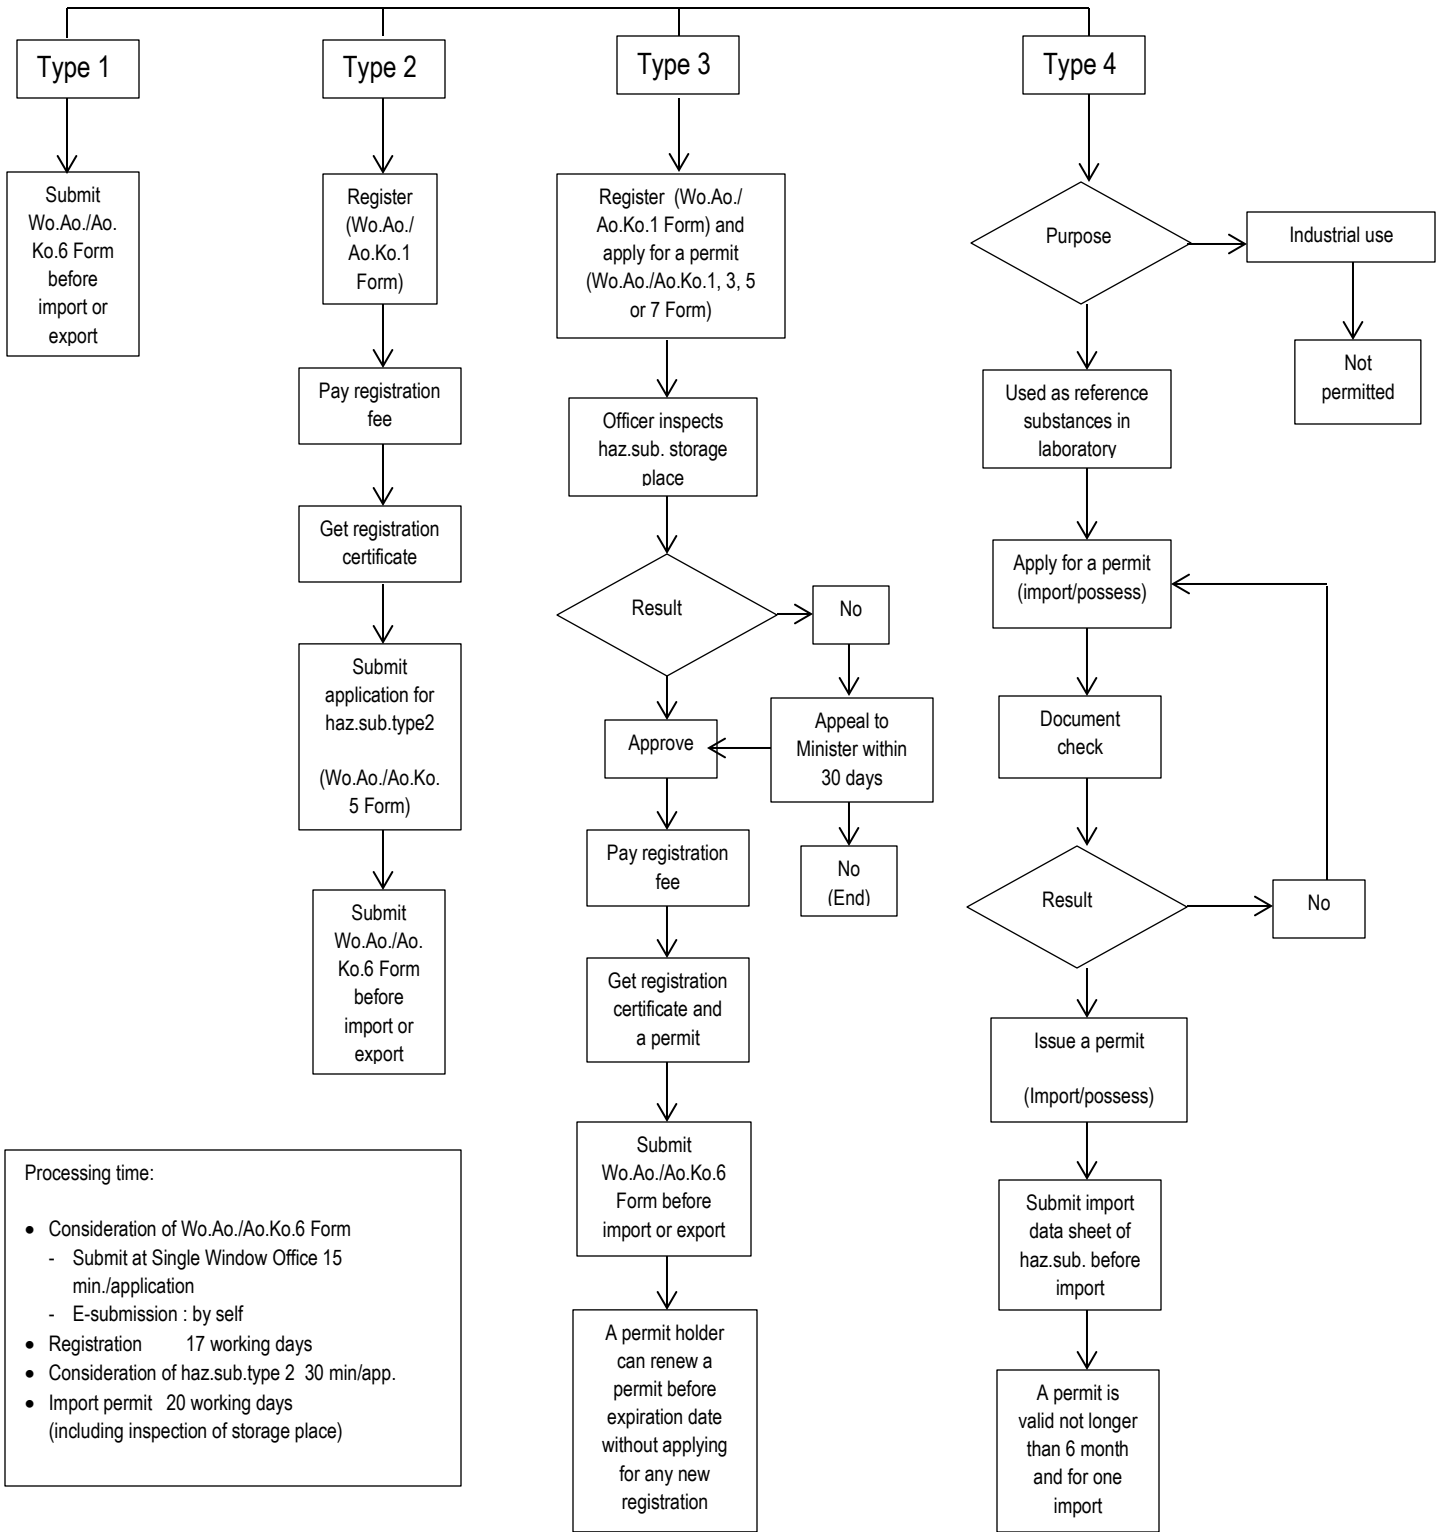 Type 1
Submit
Wo.Ao./Ao.
Ko.6 Form
before
import or
export
Type 2
Register
(Wo.Ao./
Ao.Ko.1
Form)
Pay registration
fee
Get registration
certificate
Submit
application for
haz.sub.type2
(Wo.Ao./Ao.Ko.
5 Form)
Submit
Wo.Ao./Ao.
Ko.6 Form
before
import or
export
Type 3
Register (Wo.Ao./
Ao.Ko.1 Form) and
apply for a permit
(Wo.Ao./Ao.Ko.1, 3, 5
or 7 Form)
Officer inspects
haz.sub. storage
place
Result
No
Appeal to
Minister within
30 days
No
(End)
Approve
Pay registration
fee
Get registration
certificate and
a permit
Submit
Wo.Ao./Ao.Ko.6
Form before
import or export
A permit holder
can renew a
permit before
expiration date
without applying
for any new
registration
Type 4
Purpose
Industrial use
Not
permitted
Used as reference
substances in
laboratory
Apply for a permit
(import/possess)
Document
check
Result
No
Issue a permit
(Import/possess)
Submit import
data sheet of
haz.sub. before
import
A permit is
valid not longer
than 6 month
and for one
import
Processing time:
• Consideration of Wo.Ao./Ao.Ko.6 Form
- Submit at Single Window Office 15
min./application
- E-submission : by self
• Registration 17 working days
• Consideration of haz.sub.type 2 30 min/app.
• Import permit 20 working days
(including inspection of storage place)